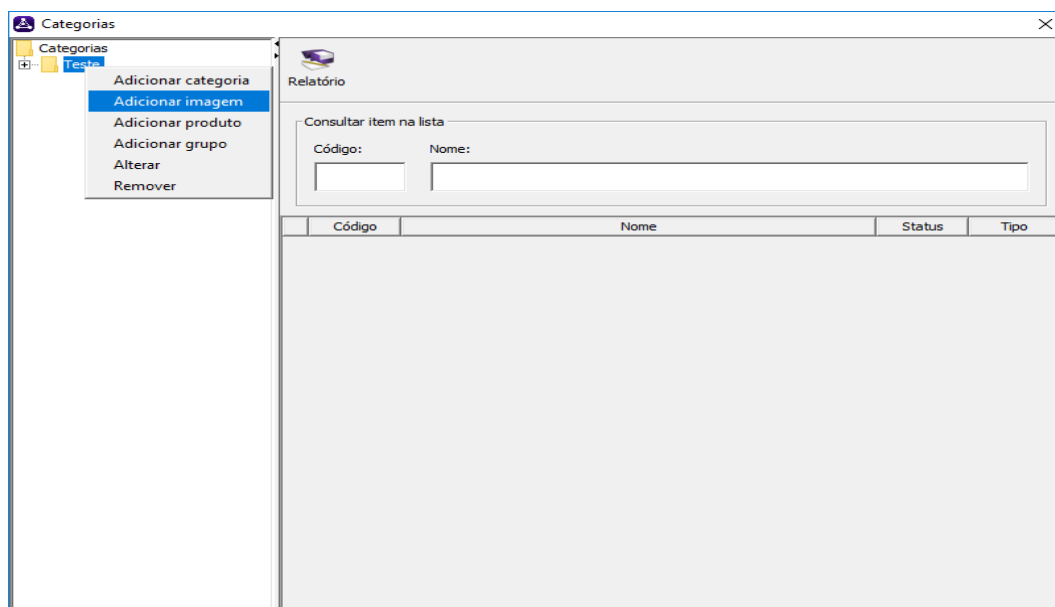 Categorias
Categorias
Teste
Adicionar categoria
Adicionar imagem
Adicionar produto
Adicionar grupo
Alterar
Remover
Relatório
Consultar item na lista
Código: Nome:
Código Nome Status Tipo